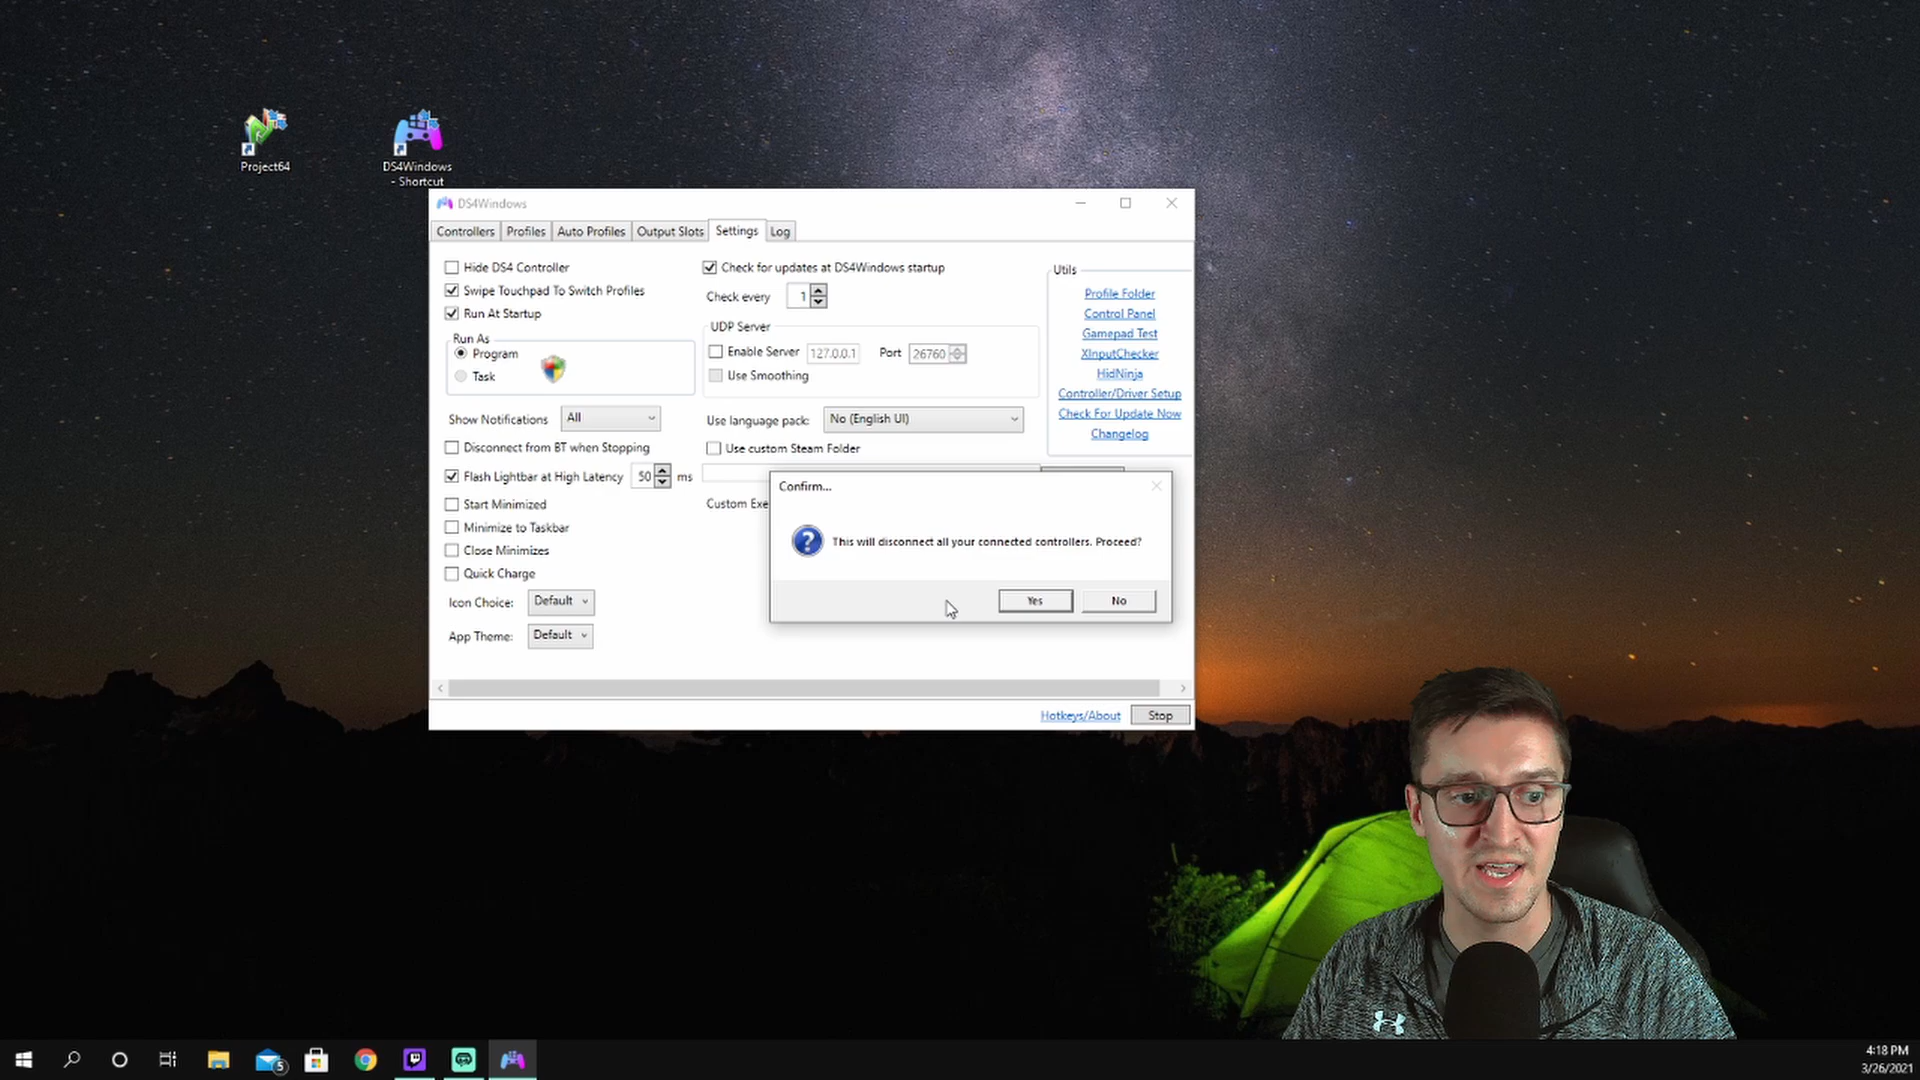 Project64
DS4Windows
- Shortcut
DS4Windows
Controllers
Profiles
Auto Profiles
Output Slots
Settings
Log
Hide DS4 Controller
Swipe Touchpad To Switch Profiles
Run At Startup
Run As
Program
Task
Show Notifications
All
Disconnect from BT when Stopping
Flash Lightbar at High Latency
50
ms
Start Minimized
Minimize to Taskbar
Close Minimizes
Quick Charge
Icon Choice:
Default
App Theme:
Default
Check for updates at DS4Windows startup
Check every
1
UDP Server
Enable Server
127.0.0.1
Port
26760
Use Smoothing
Use language pack:
No (English UI)
Use custom Steam Folder
Custom Exe
Utils
Profile Folder
Control Panel
Gamepad Test
XInputChecker
HidNinja
Controller/Driver Setup
Check For Update Now
Changelog
Confirm...
This will disconnect all your connected controllers. Proceed?
Yes
No
Hotkeys/About
Stop
5
4:18 PM
3/26/2021